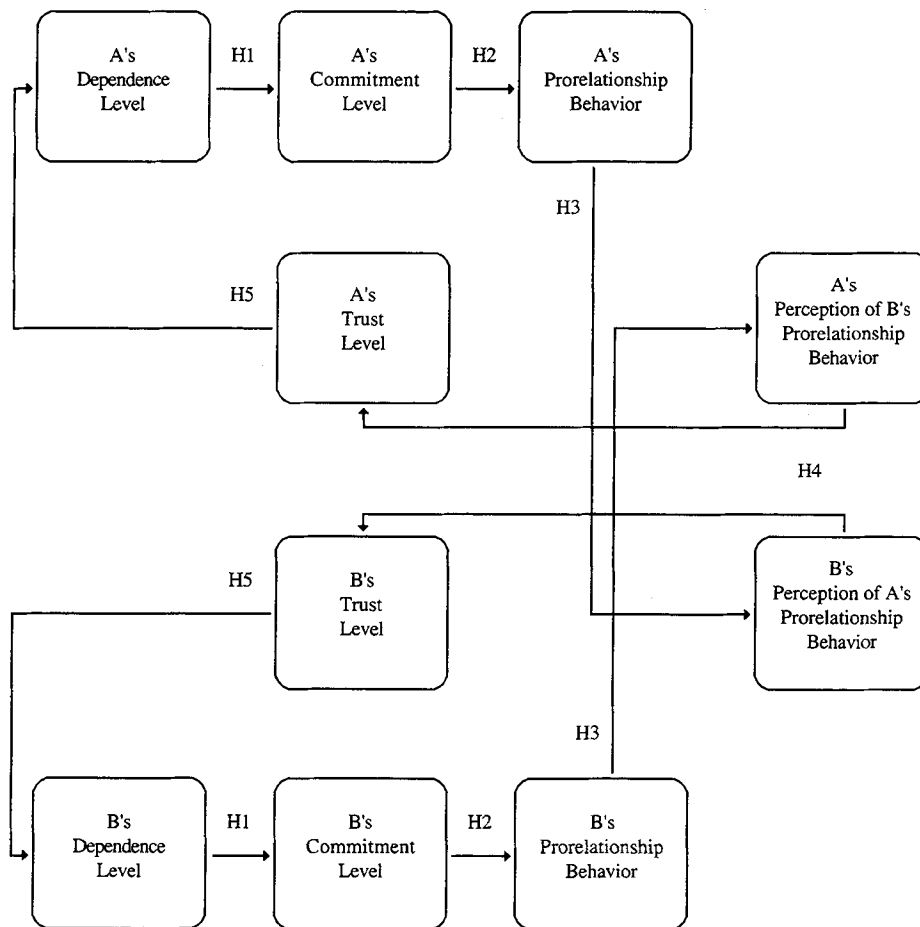 A's
Dependence
Level
H1
A's
Commitment
Level
H2
A's
Prorelationship
Behavior
H3
H5
A's
Trust
Level
A's
Perception of B's
Prorelationship
Behavior
H4
H5
B's
Trust
Level
B's
Perception of A's
Prorelationship
Behavior
H3
B's
Dependence
Level
H1
B's
Commitment
Level
H2
B's
Prorelationship
Behavior